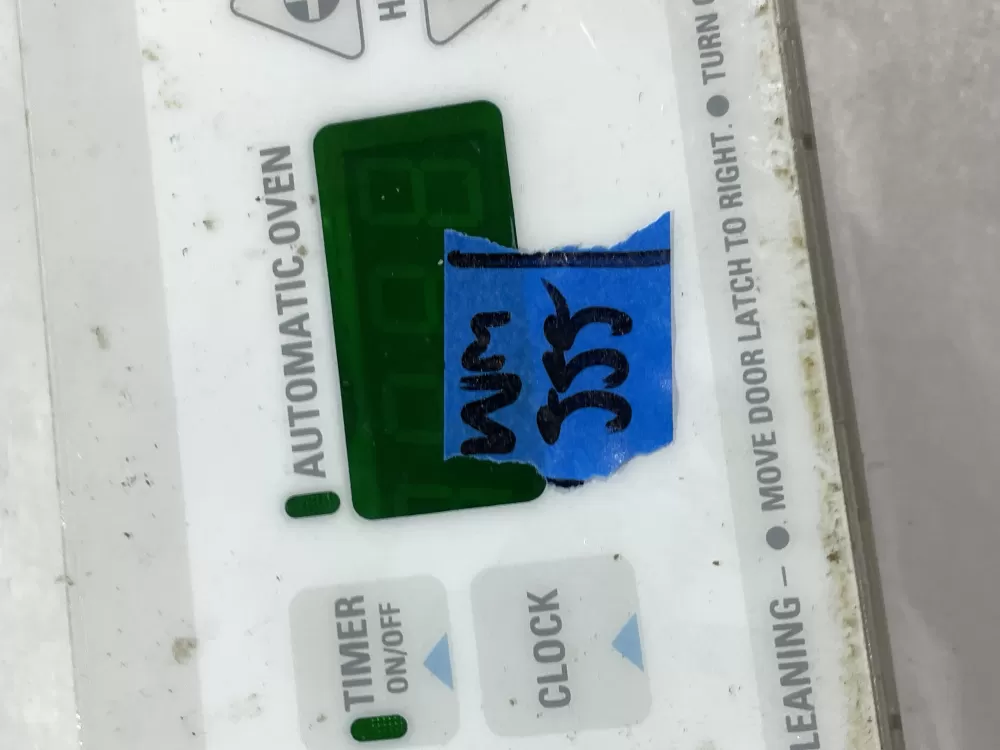 AUTOMATIC OVEN
WM
355
TIMER
ON/OFF
CLOCK
LEANING – ● MOVE DOOR LATCH TO RIGHT. ● TURN